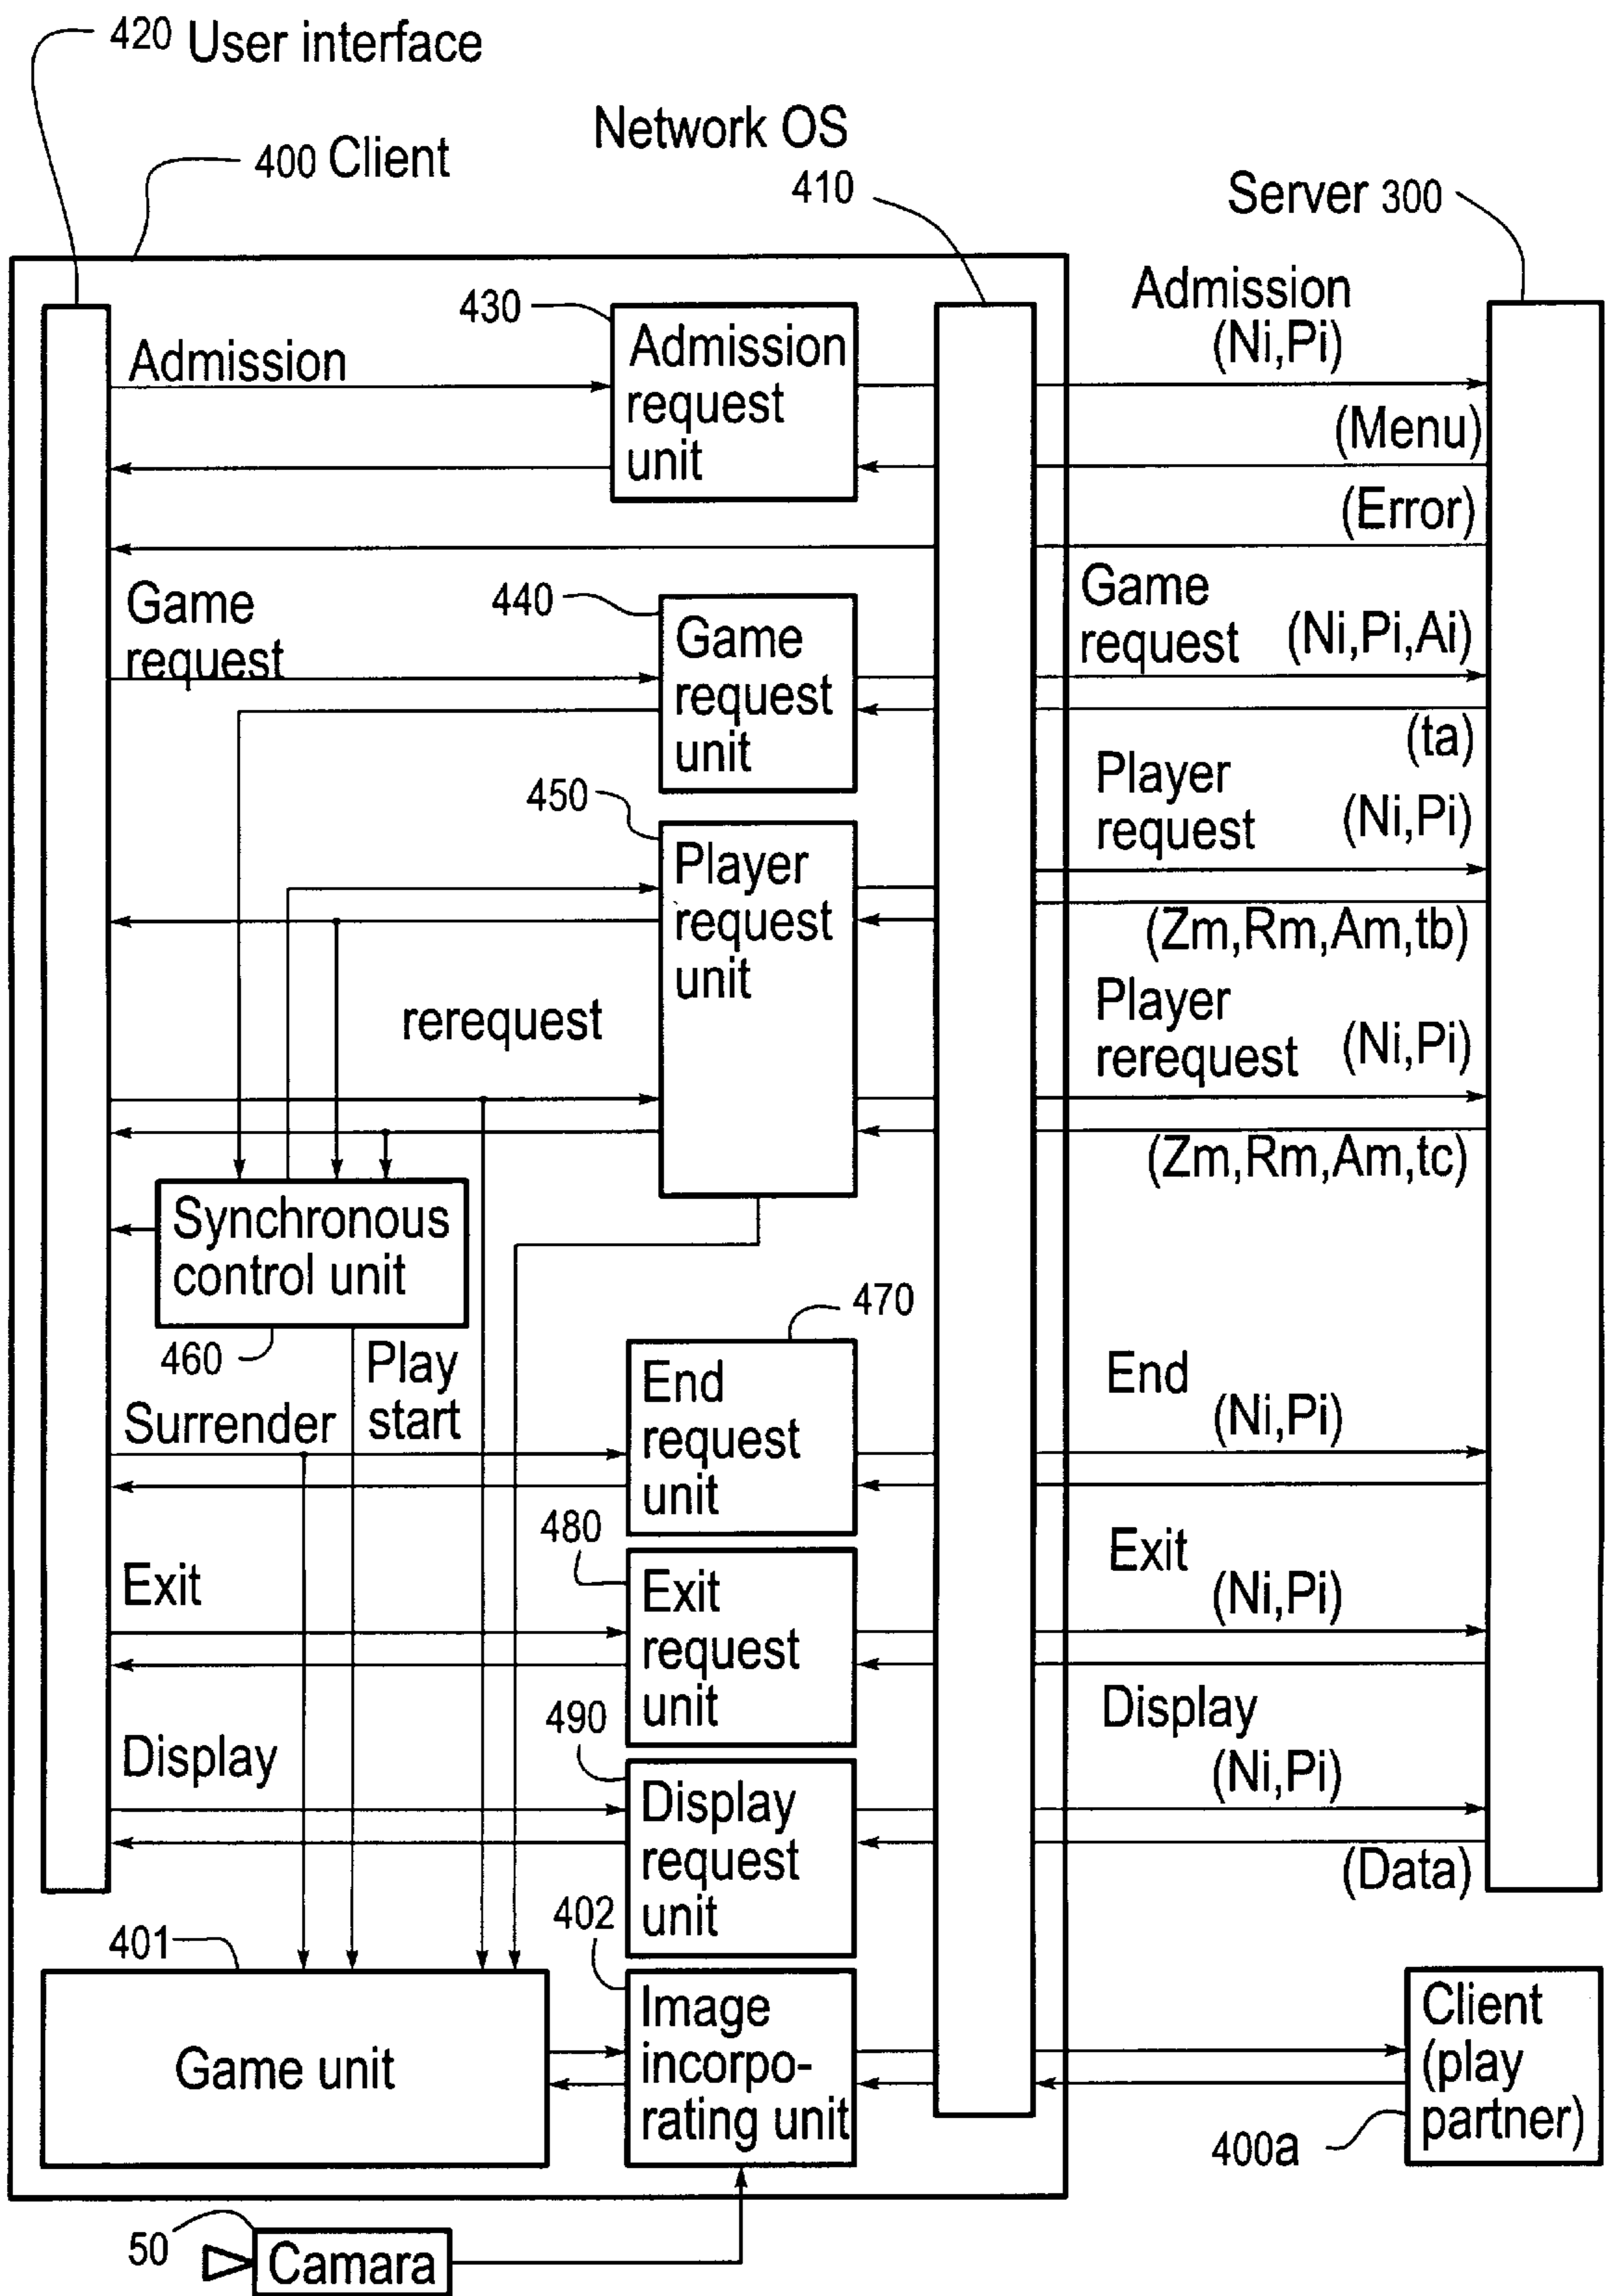 420 User interface
Network OS
400 Client
410
Server 300
430
Admission
Admission
request
unit
Admission
(Ni,Pi)
(Menu)
(Error)
Game
request
440
Game
request
unit
Game
request (Ni,Pi,Ai)
(ta)
450
Player
request
unit
Player
request (Ni,Pi)
(Zm,Rm,Am,tb)
rerequest
Player
rerequest (Ni,Pi)
(Zm,Rm,Am,tc)
Synchronous
control unit
460
Play
start
Surrender
470
End
request
unit
End
(Ni,Pi)
480
Exit
Exit
request
unit
Exit
(Ni,Pi)
490
Display
Display
request
unit
Display
(Ni,Pi)
(Data)
401
Game unit
402
Image
incorpo-
rating unit
Client
(play
partner)
400a
50
Camara